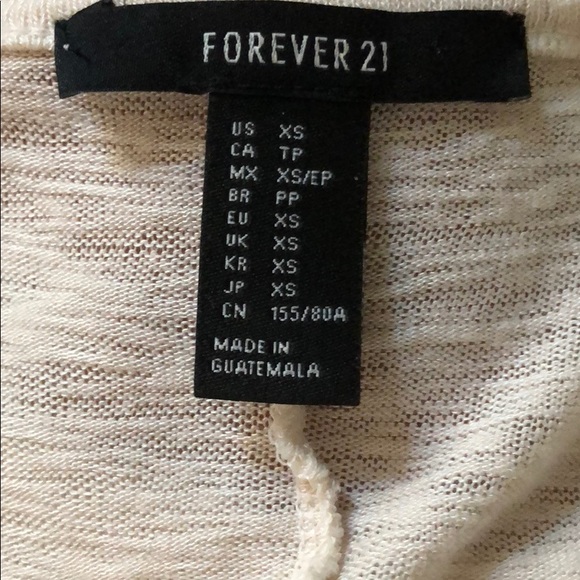 FOREVER 21
US XS
CA TP
MX XS/EP
BR PP
EU XS
UK XS
KR XS
JP XS
CN 155/80A
MADE IN
GUATEMALA